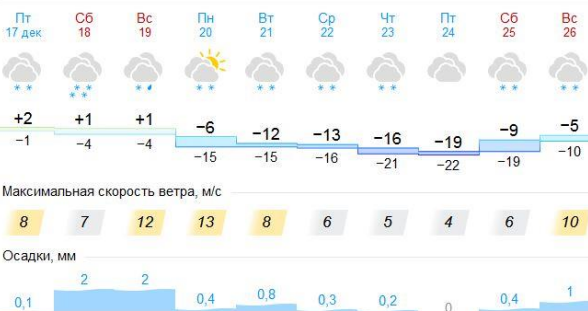 Пт Сб Вс Пн Вт Ср Чт Пт Сб Вс
17 дек 18 19 20 21 22 23 24 25 26
+2 +1 +1 −6 −12 −13 −16 −19 −9 −5
−1 −4 −4 −15 −15 −16 −21 −22 −19 −10
Максимальная скорость ветра, м/с
8 7 12 13 8 6 5 4 6 10
Осадки, мм
0,1 2 2 0,4 0,8 0,3 0,2 0 0,4 1